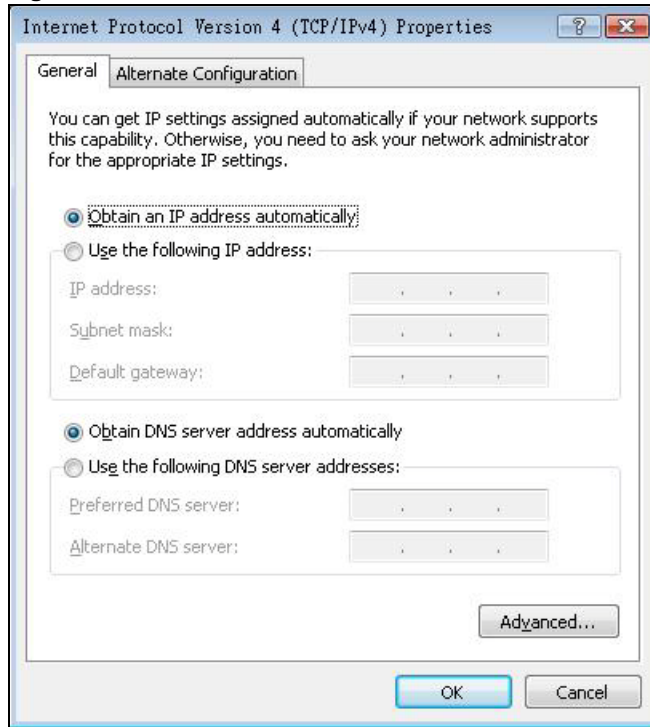 Internet Protocol Version 4 (TCP/IPv4) Properties
General
Alternate Configuration
You can get IP settings assigned automatically if your network supports
this capability. Otherwise, you need to ask your network administrator
for the appropriate IP settings.
Obtain an IP address automatically
Use the following IP address:
IP address:
Subnet mask:
Default gateway:
Obtain DNS server address automatically
Use the following DNS server addresses:
Preferred DNS server:
Alternate DNS server:
Advanced...
OK
Cancel